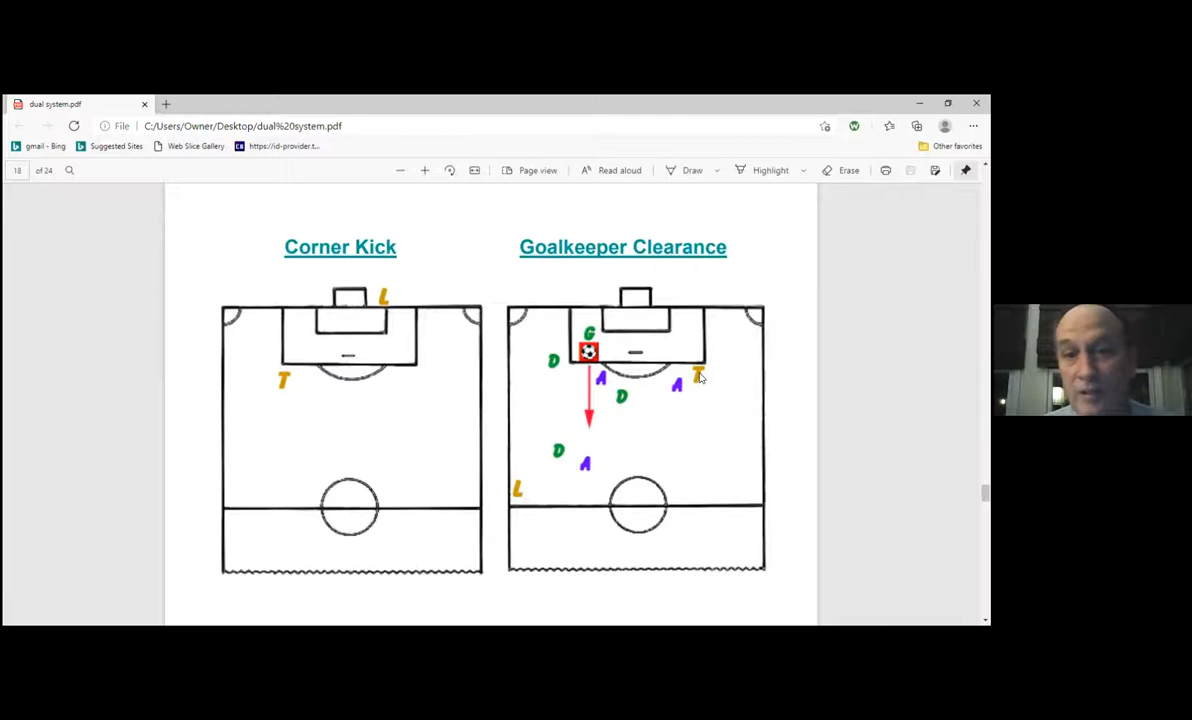 dual system.pdf
File C:/Users/Owner/Desktop/dual%20system.pdf
gmail - Bing Suggested Sites Web Slice Gallery https://id-provider.t... Other favorites
18 of 24 Page view Read aloud Draw Highlight Erase
Corner Kick Goalkeeper Clearance
L
G
D
T
A
T
A
D
D
A
L